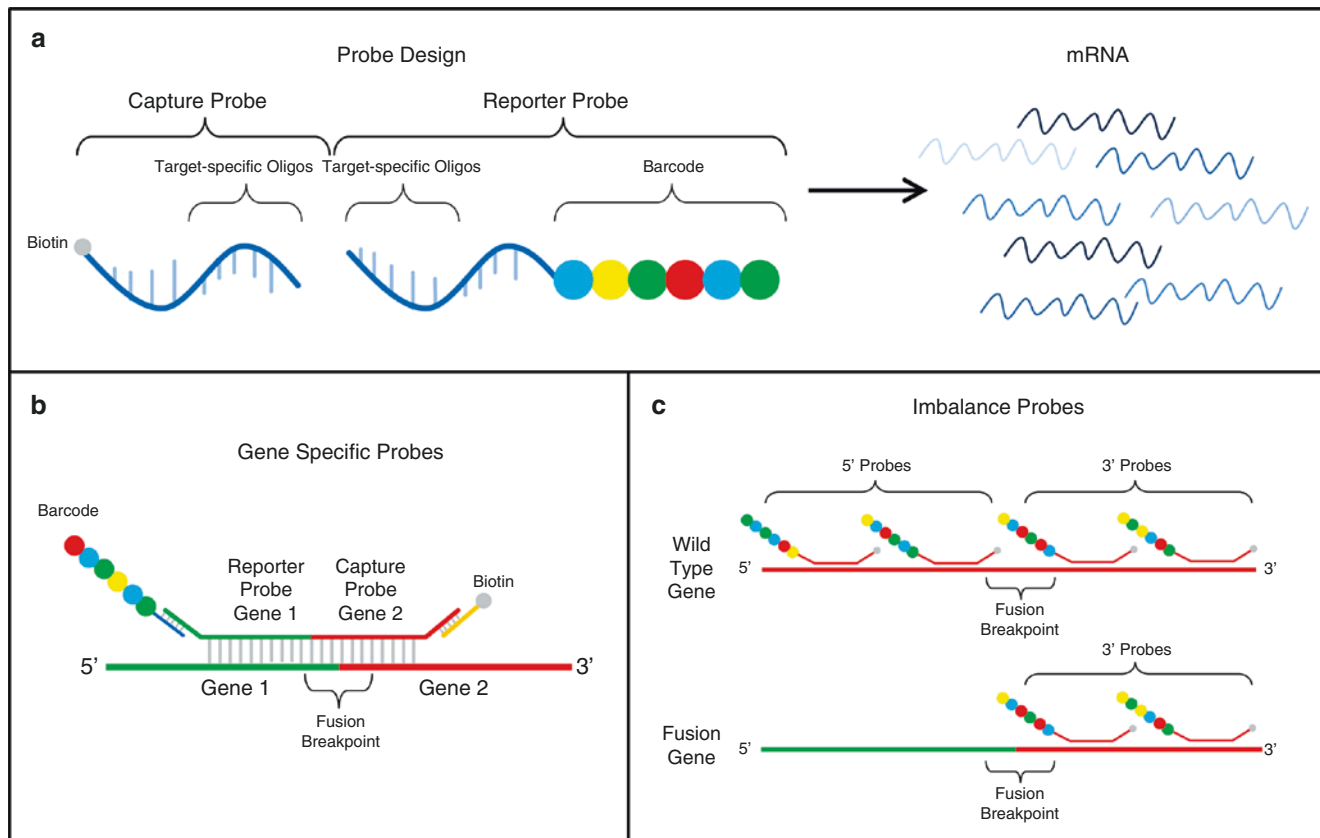 a
Probe Design
mRNA
Capture Probe
Reporter Probe
Target-specific Oligos
Target-specific Oligos
Barcode
Biotin
b
Gene Specific Probes
Barcode
Reporter
Probe
Gene 1
Capture
Probe
Gene 2
Biotin
5’
3’
Gene 1
Gene 2
Fusion
Breakpoint
c
Imbalance Probes
5’ Probes
3’ Probes
Wild
Type
Gene
5’
3’
Fusion
Breakpoint
3’ Probes
Fusion
Gene
5’
3’
Fusion
Breakpoint